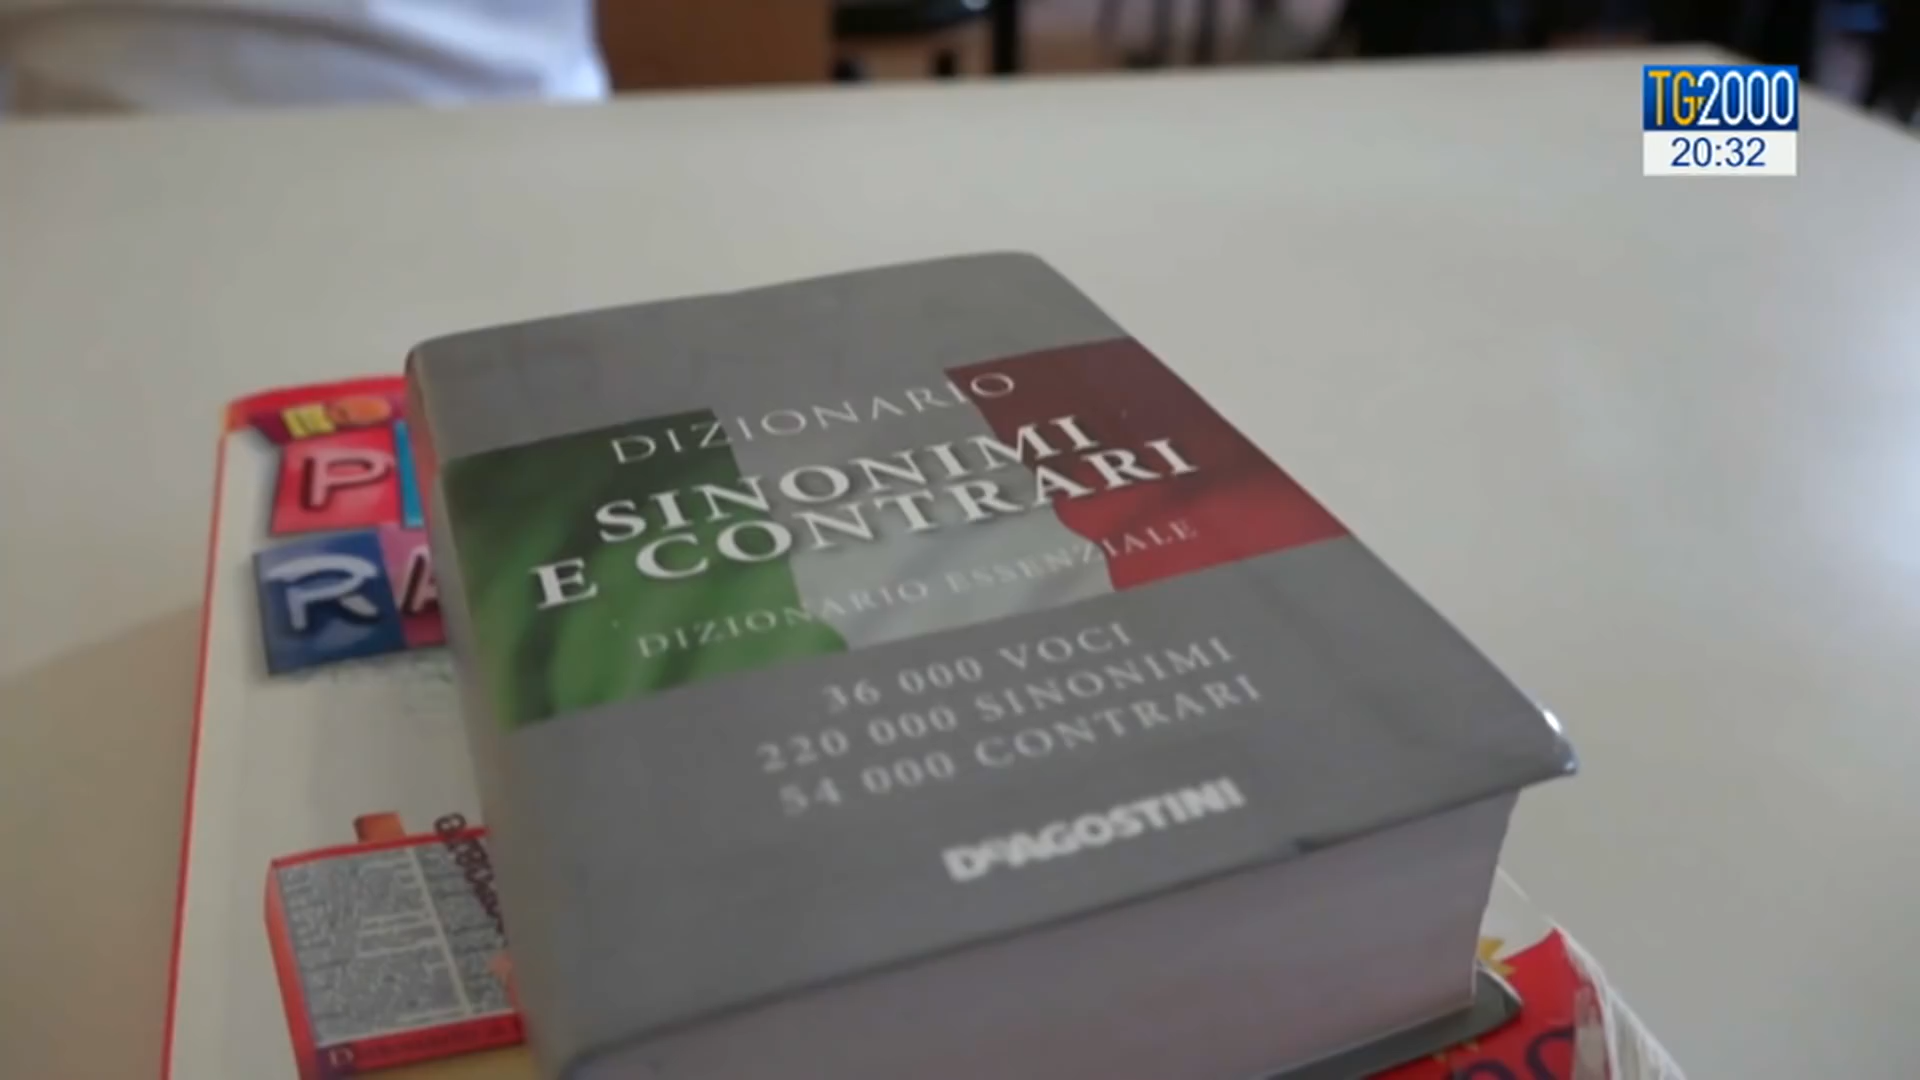 TG2000
20:32
DIZIONARIO
SINONIMI
E CONTRARI
DIZIONARIO ESSENZIALE
36 000 VOCI
220 000 SINONIMI
54 000 CONTRARI
DEAGOSTINI
P
R